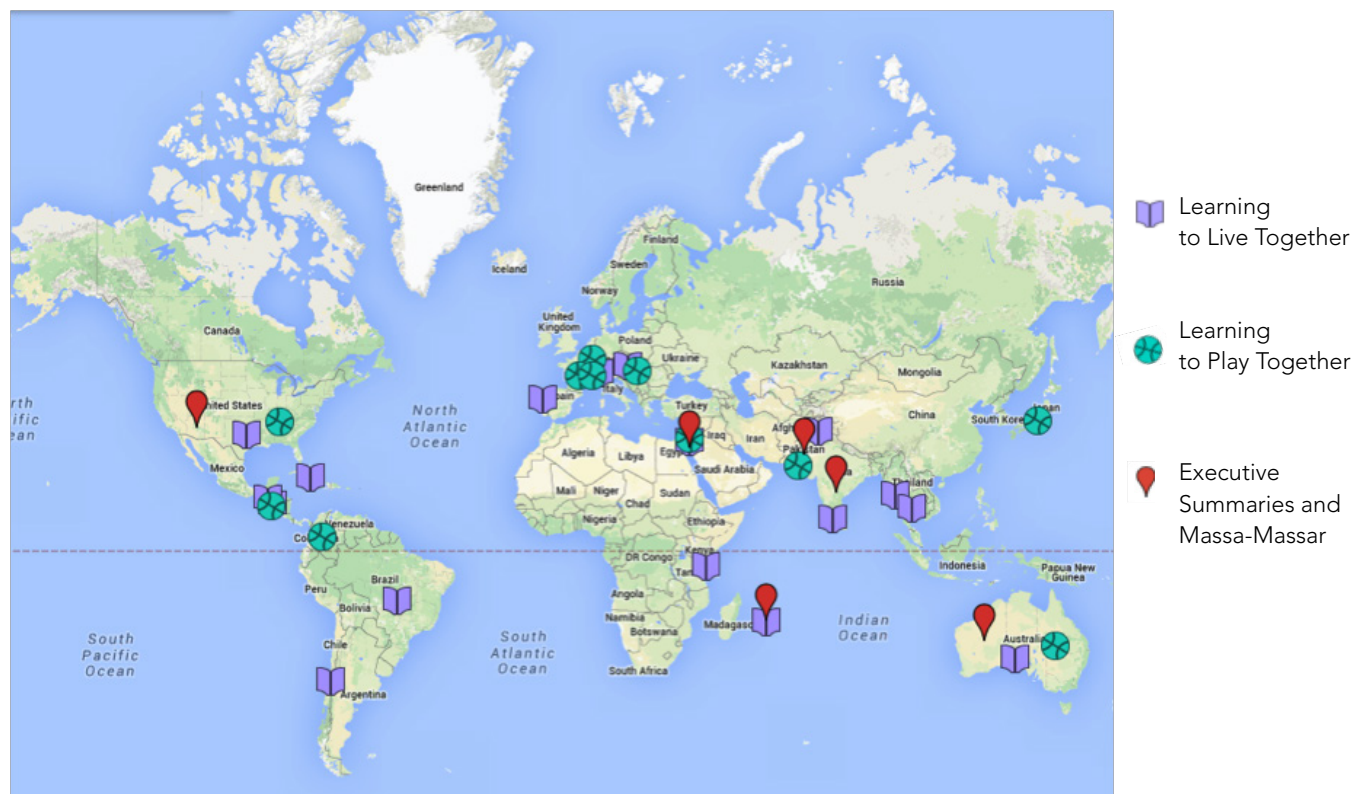 Greenland
Iceland
Finland
Sweden
Norway
Russia
United
Kingdom
Poland
Ukraine
Kazakhstan
Mongolia
Canada
United States
North
Atlantic
Ocean
Italy
Turkey
Iraq
Iran
China
South Kore
Mexico
Algeria
Libya
Saudi Arabia
Mali
Niger
Chad
Sudan
Nigeria
Ethiopia
Venezuela
DR Congo
Kenya
Indonesia
Papua New
Guinea
Peru
Brazil
Bolivia
Angola
Namibia
Botswana
Madagasc
Indian
Ocean
South
Pacific
Ocean
Chile
South
Atlantic
Ocean
Australia
South Africa
Argentina
Learning
to Live Together
Learning
to Play Together
Executive
Summaries and
Massa-Massar